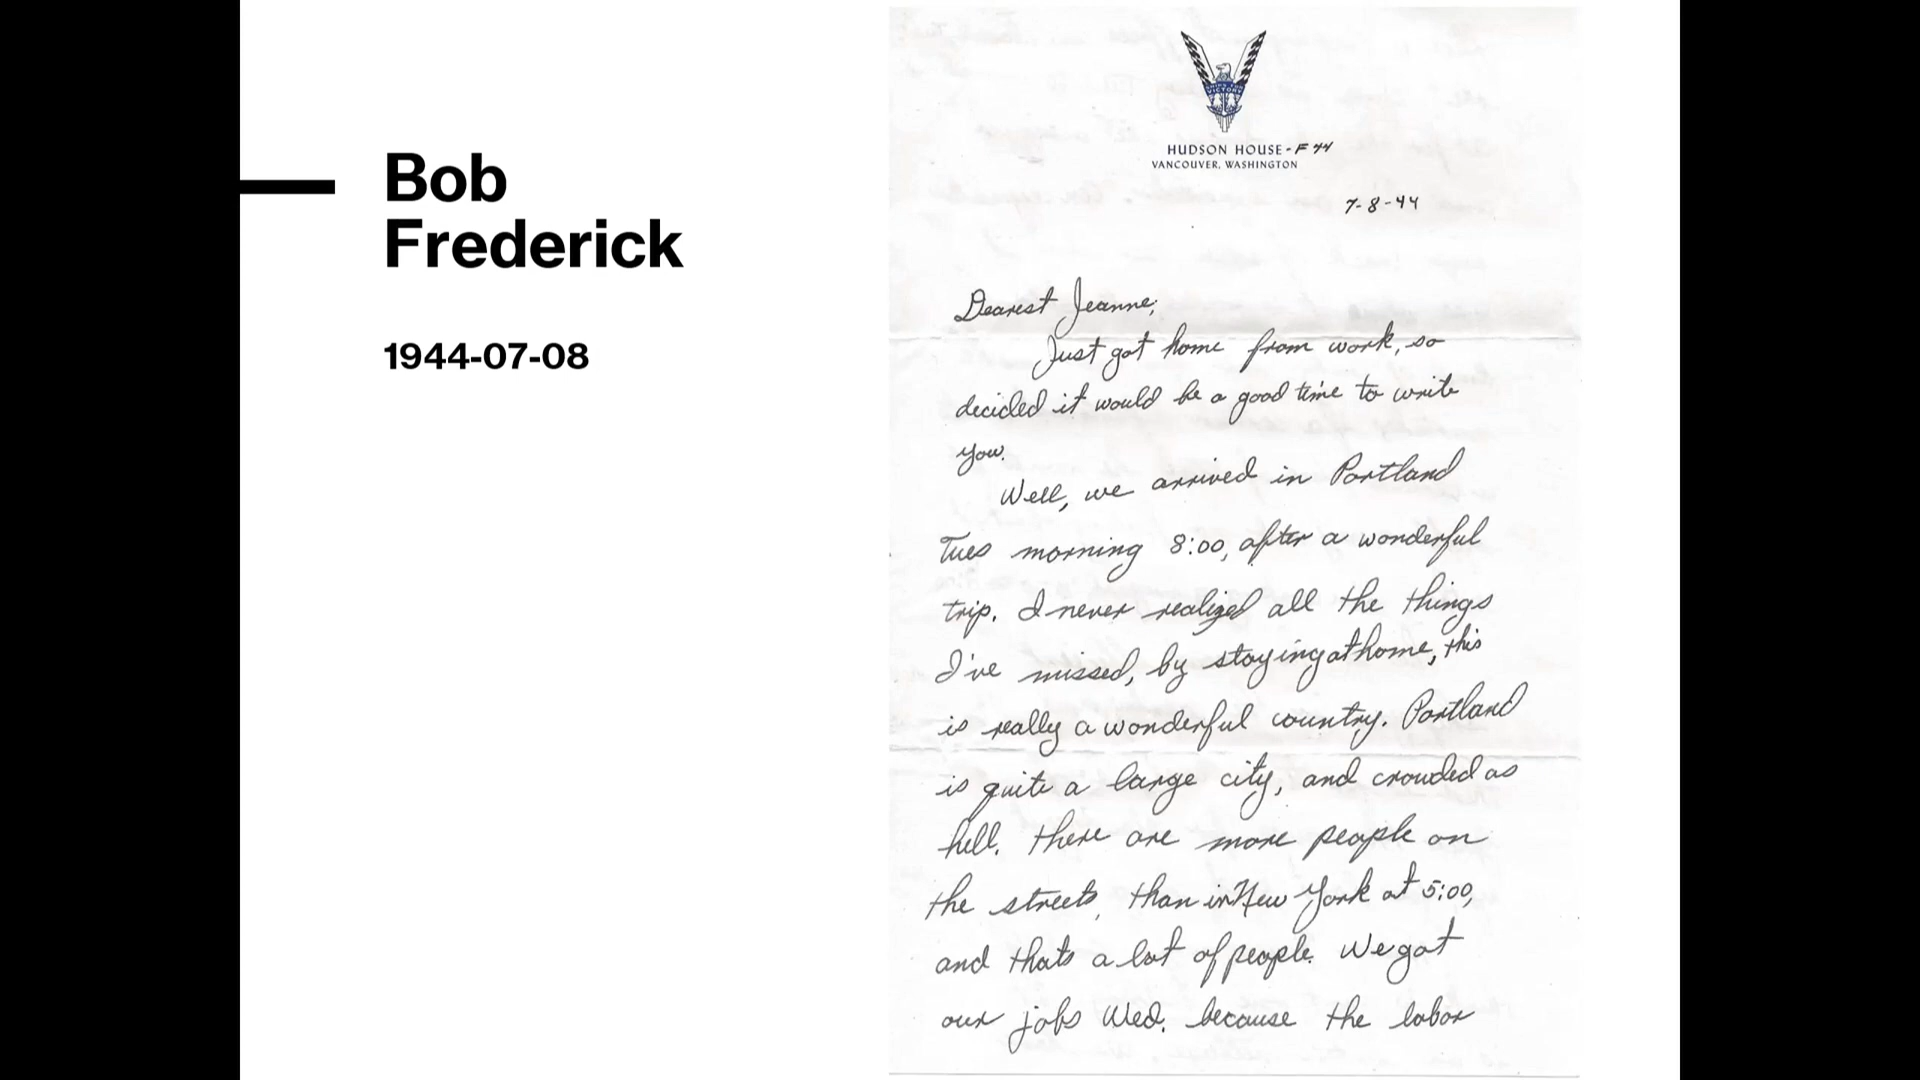 Bob
Frederick
1944-07-08
VICTORY
HUDSON HOUSE - F 44
VANCOUVER, WASHINGTON
7-8-44
Dearest Jeanne,
Just got home from work, so
decided it would be a good time to write
you.
Well, we arrived in Portland
Tues morning 8:00, after a wonderful
trip. I never realized all the things
I've missed, by staying at home, this
is really a wonderful country. Portland
is quite a large city, and crowded as
hell. there are more people on
the streets, than in New York at 5:00,
and thats a lot of people. We got
our jobs Wed. because the labor